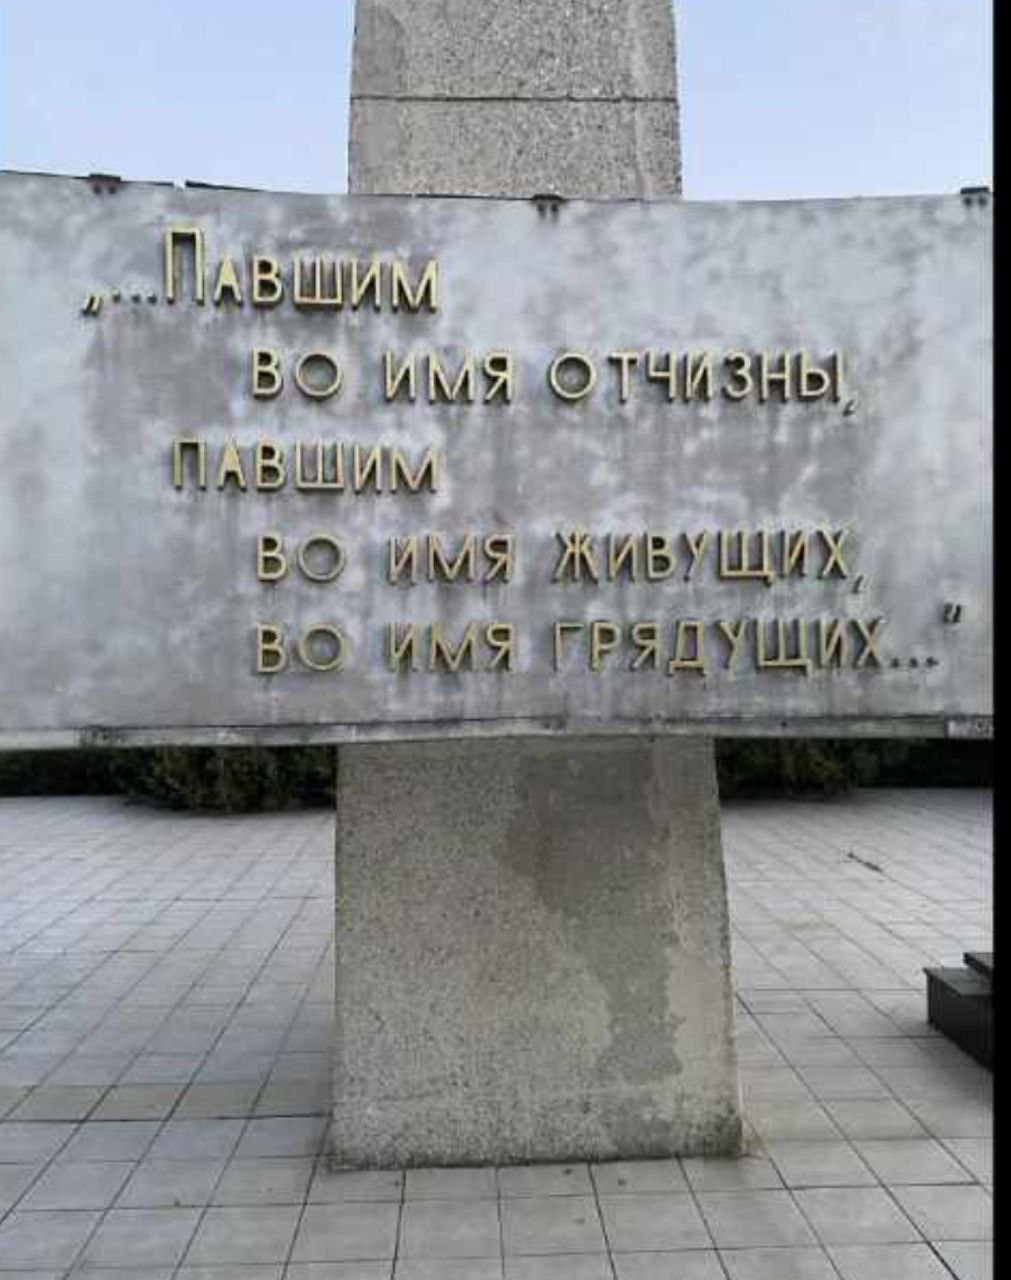 „...Павшим
во имя отчизны,
павшим
во имя живущих,
во имя грядущих..."